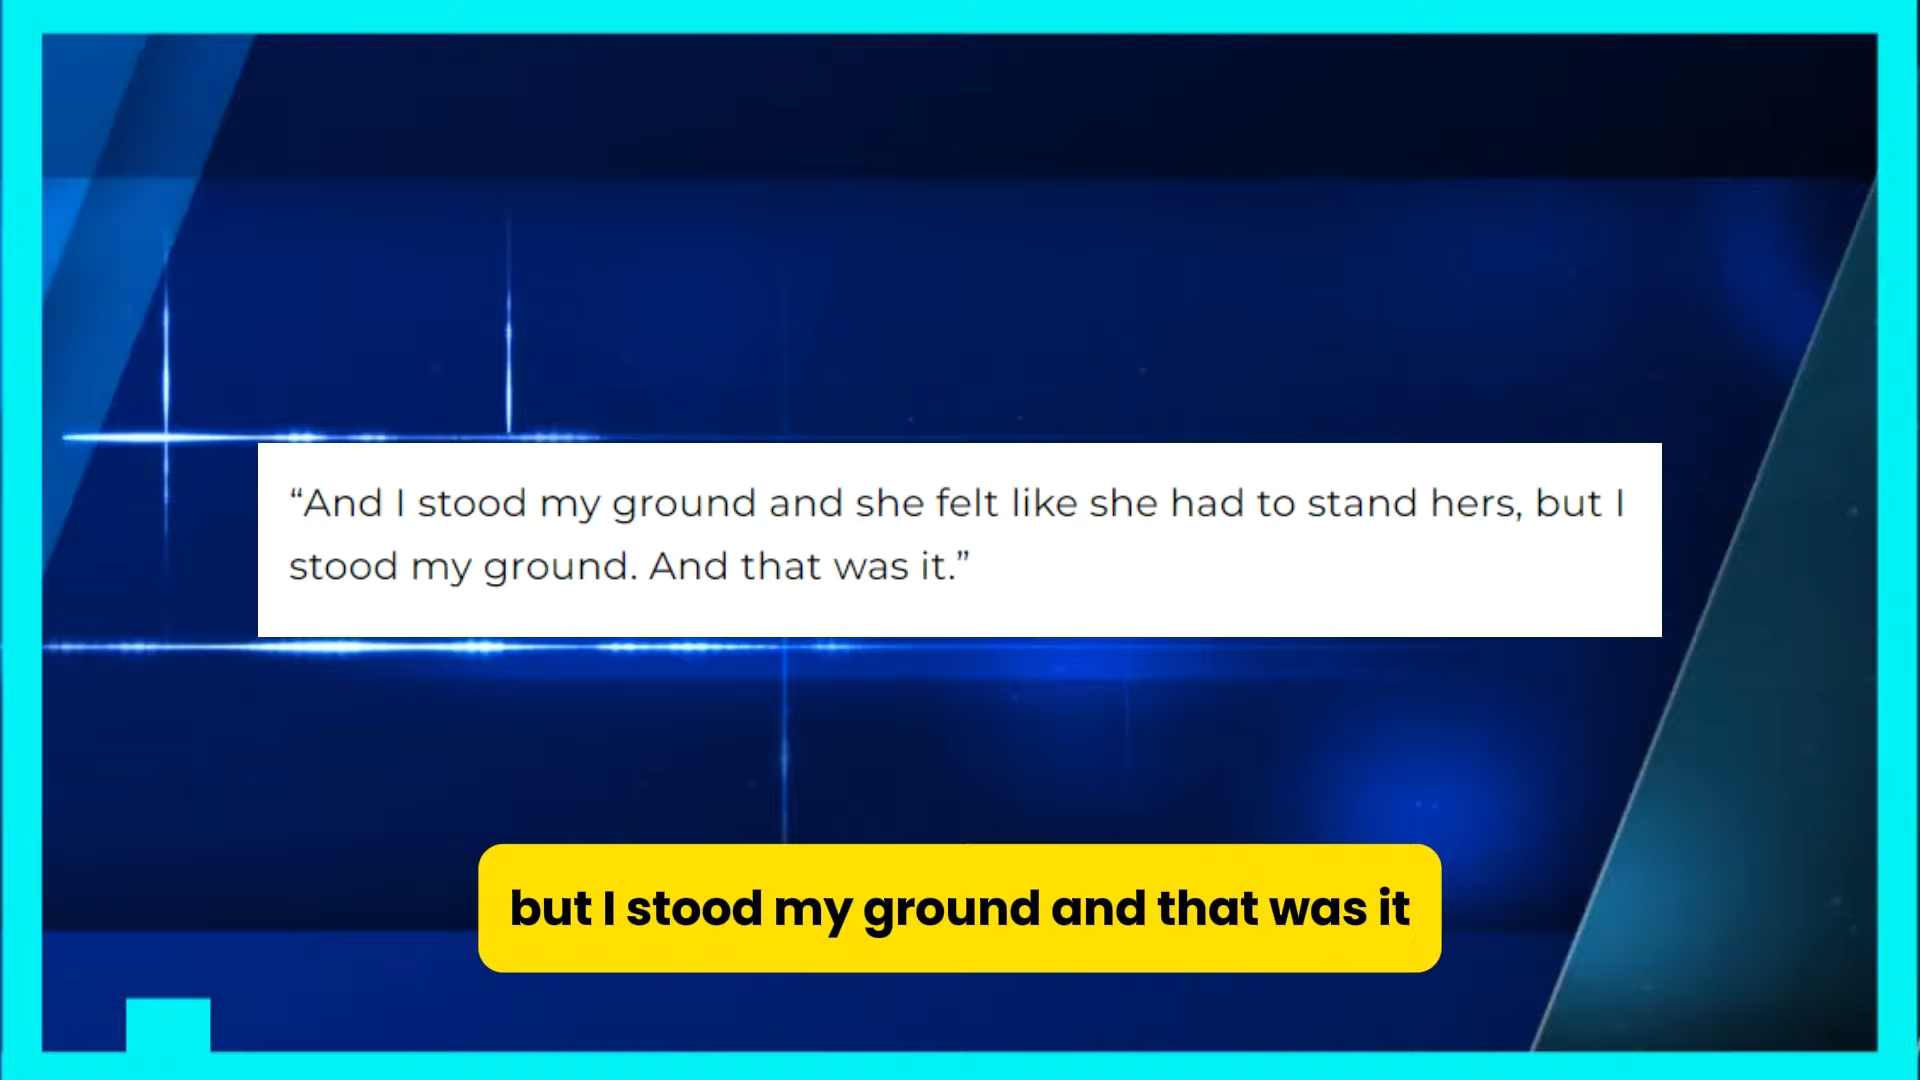 “And I stood my ground and she felt like she had to stand hers, but I
stood my ground. And that was it.”
but I stood my ground and that was it